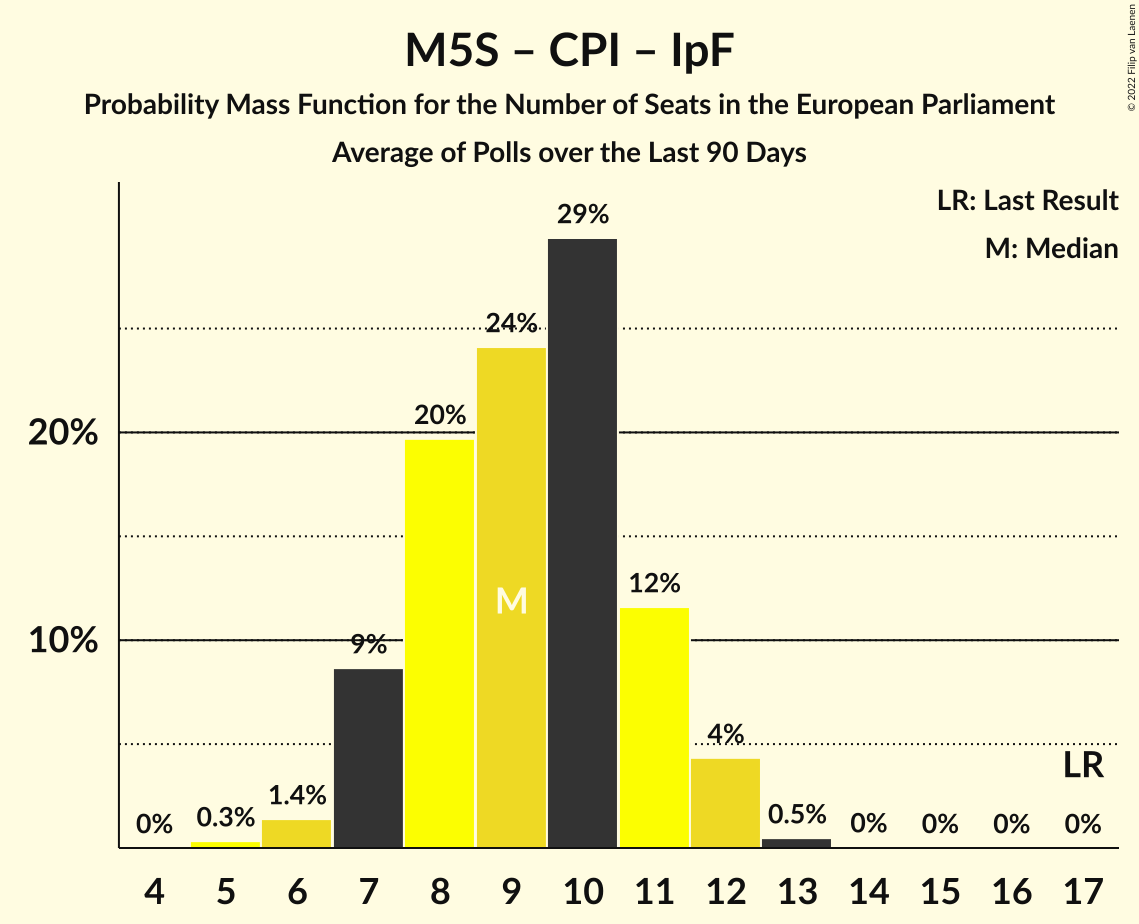 M5S – CPI – IpF
Probability Mass Function for the Number of Seats in the European Parliament
Average of Polls over the Last 90 Days
© 2022 Filip van Laenen
LR: Last Result
M: Median
29%
24%
20%
20%
12%
M
10%
9%
4%
LR
1.4%
0.3%
0.5%
0%
0%
0%
0%
0%
4 5 6 7 8 9 10 11 12 13 14 15 16 17